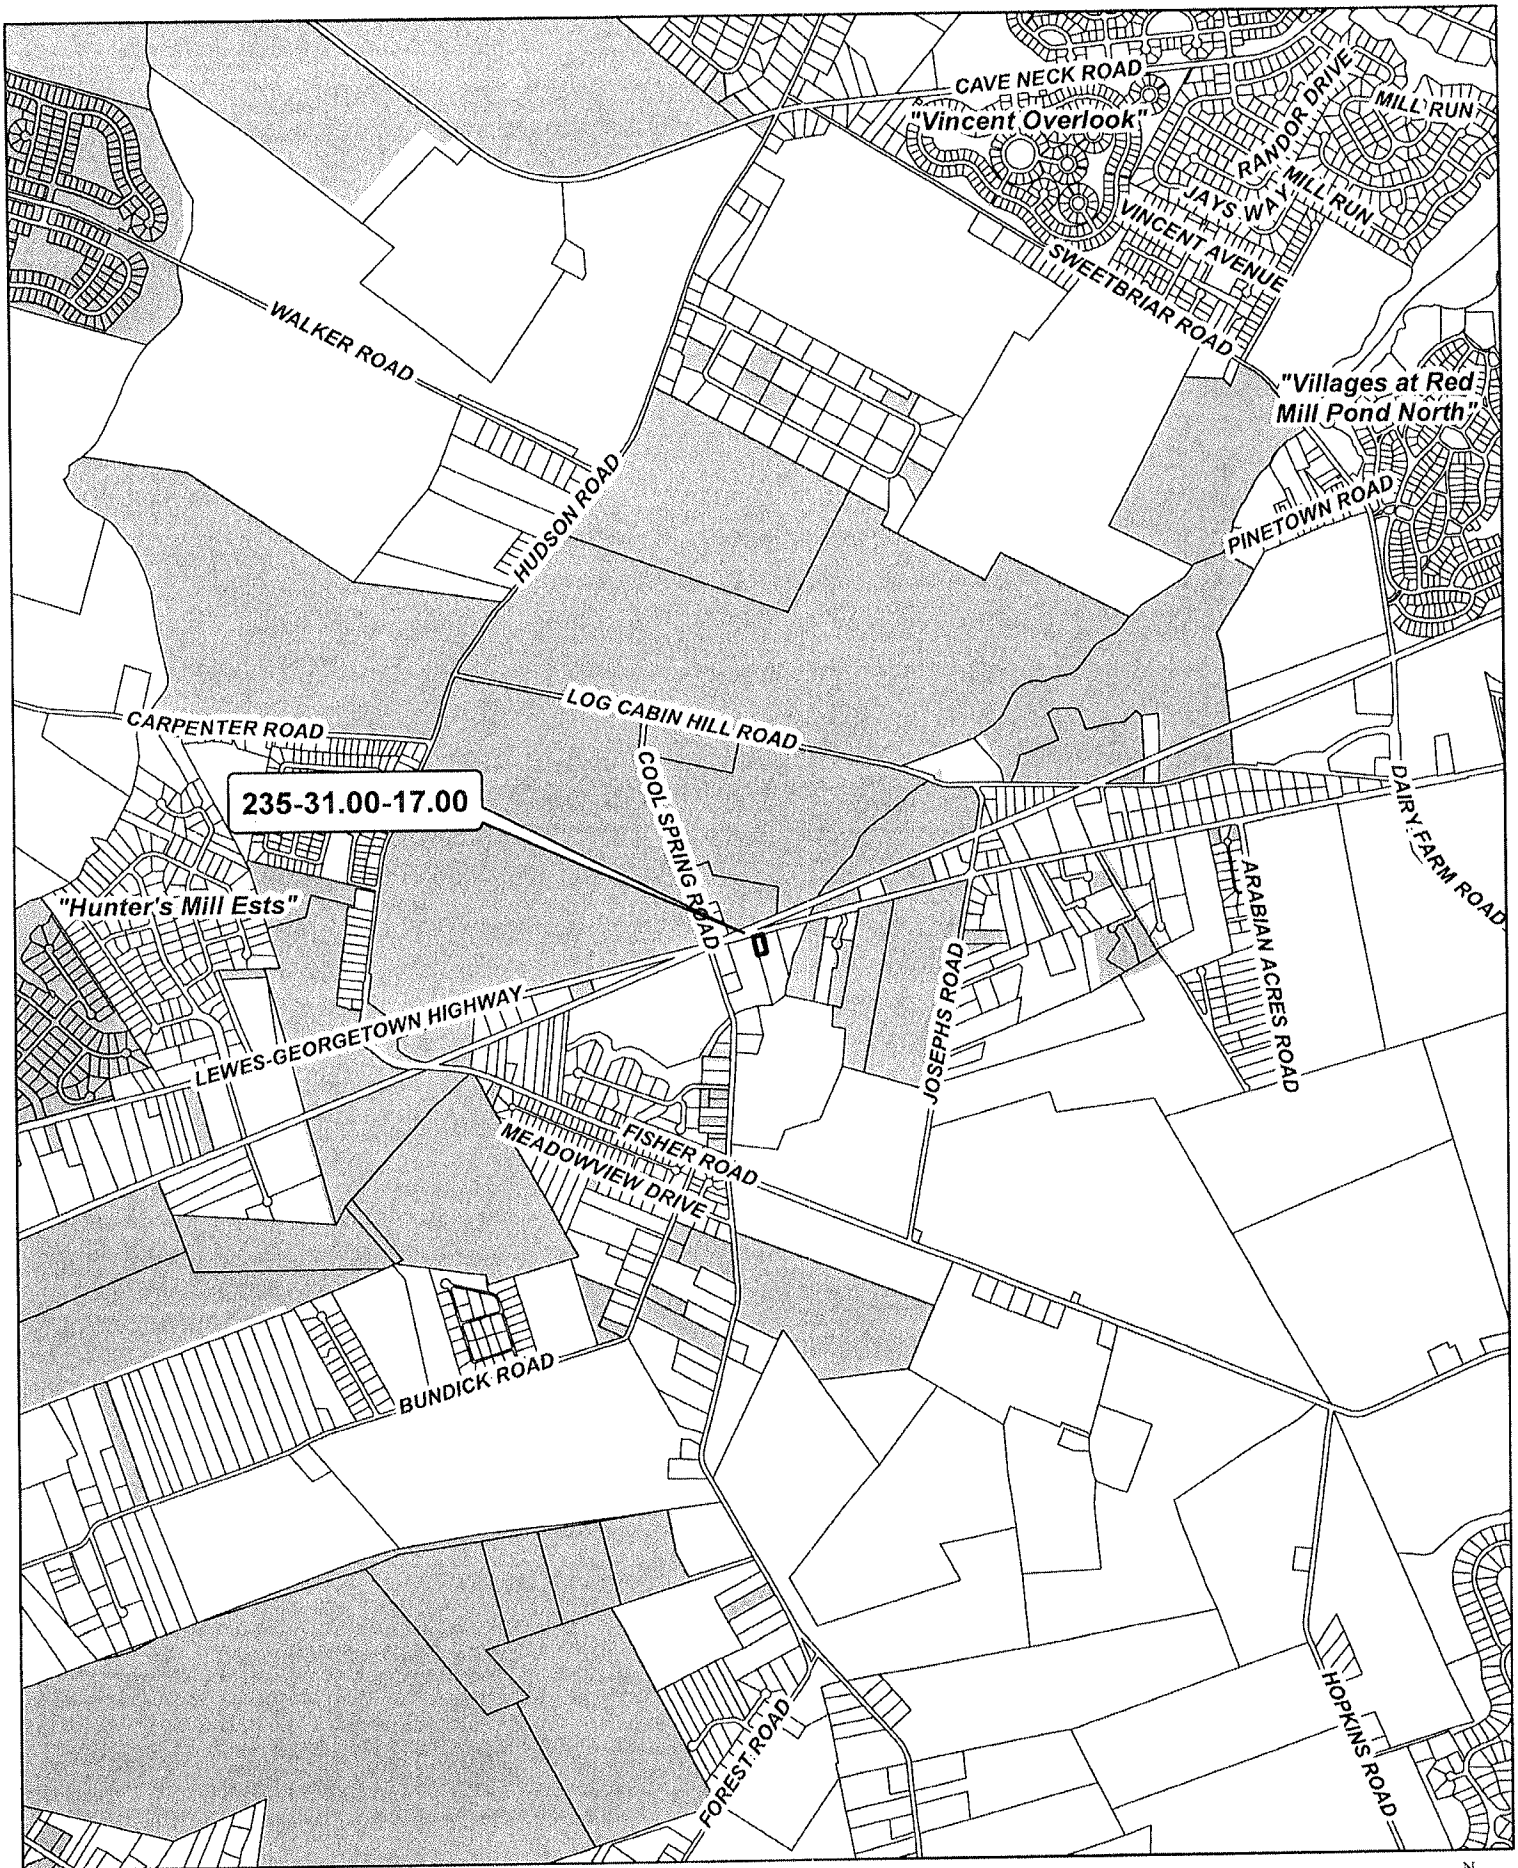 CAVE NECK ROAD
"Vincent Overlook"
RANDOR DRIVE
MILL RUN
JAYS WAY
MILL RUN
VINCENT AVENUE
SWEETBRIAR ROAD
WALKER ROAD
"Villages at Red
Mill Pond North"
HUDSON ROAD
PINETOWN ROAD
LOG CABIN HILL ROAD
CARPENTER ROAD
COOL SPRING ROAD
235-31.00-17.00
DAIRY FARM ROAD
"Hunter's Mill Ests"
ARABIAN ACRES ROAD
JOSEPHS ROAD
LEWES-GEORGETOWN HIGHWAY
FISHER ROAD
MEADOWVIEW DRIVE
BUNDICK ROAD
FOREST ROAD
HOPKINS ROAD
N